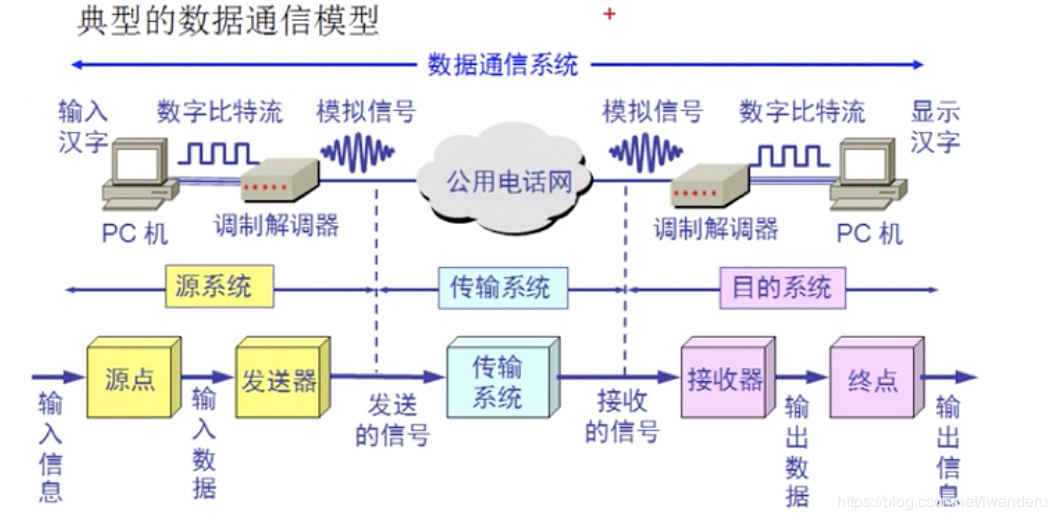 典型的数据通信模型
数据通信系统
输入
汉字
数字比特流
模拟信号
模拟信号
数字比特流
显示
汉字
公用电话网
PC 机
调制解调器
调制解调器
PC 机
源系统
传输系统
目的系统
源点
发送器
传输
系统
接收器
终点
输入信息
输入数据
发送
的信号
接收
的信号
输出数据
输出信息
https://blog.csdn.net/iwanderu